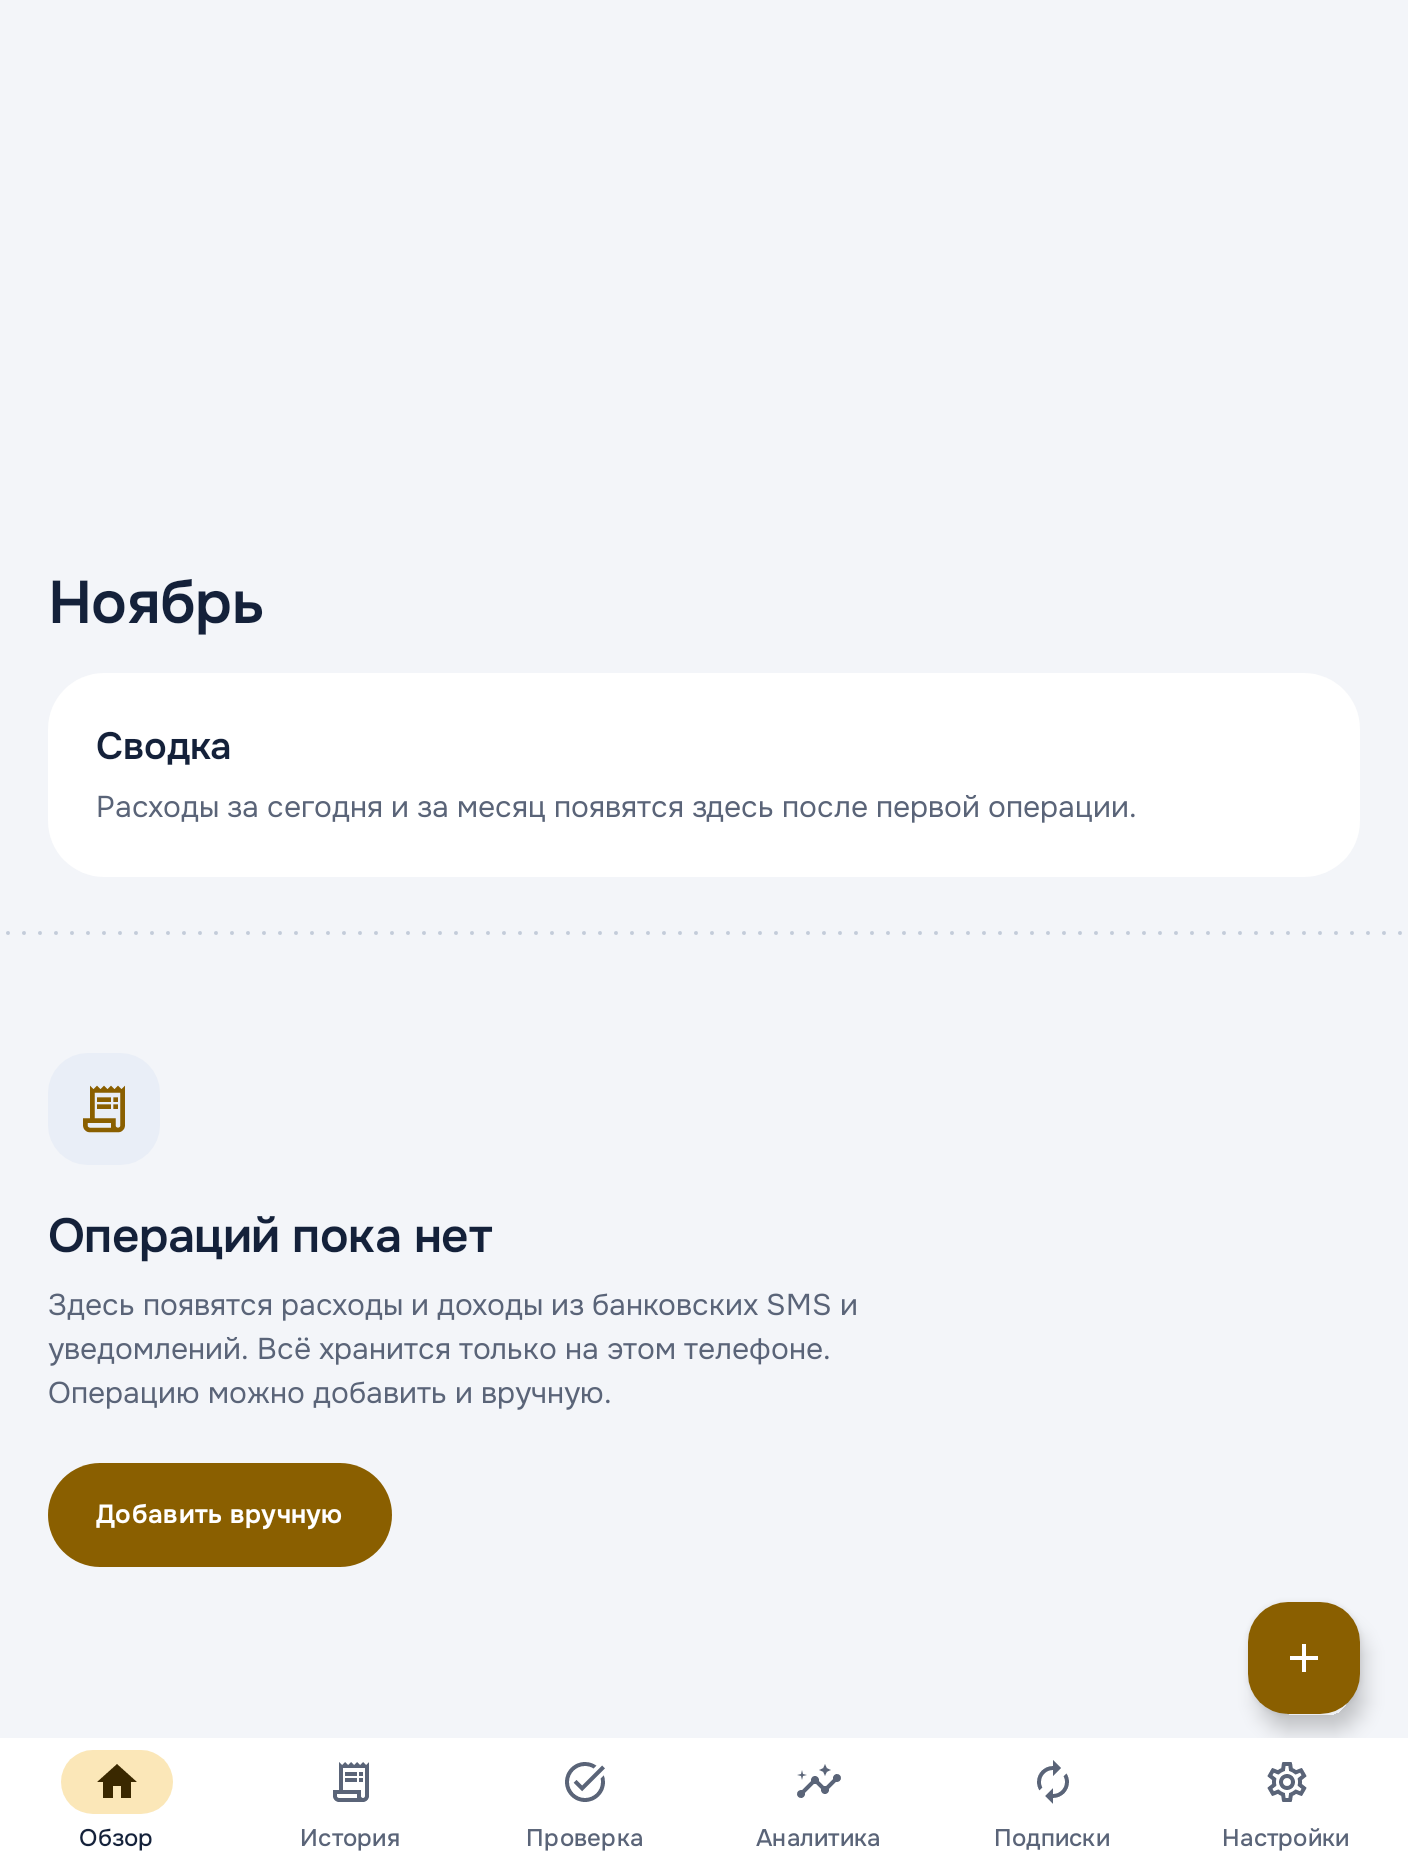 Ноябрь
Сводка
Расходы за сегодня и за месяц появятся здесь после первой операции.
Операций пока нет
Здесь появятся расходы и доходы из банковских SMS и
уведомлений. Всё хранится только на этом телефоне.
Операцию можно добавить и вручную.
Добавить вручную
Обзор
История
Проверка
Аналитика
Подписки
Настройки